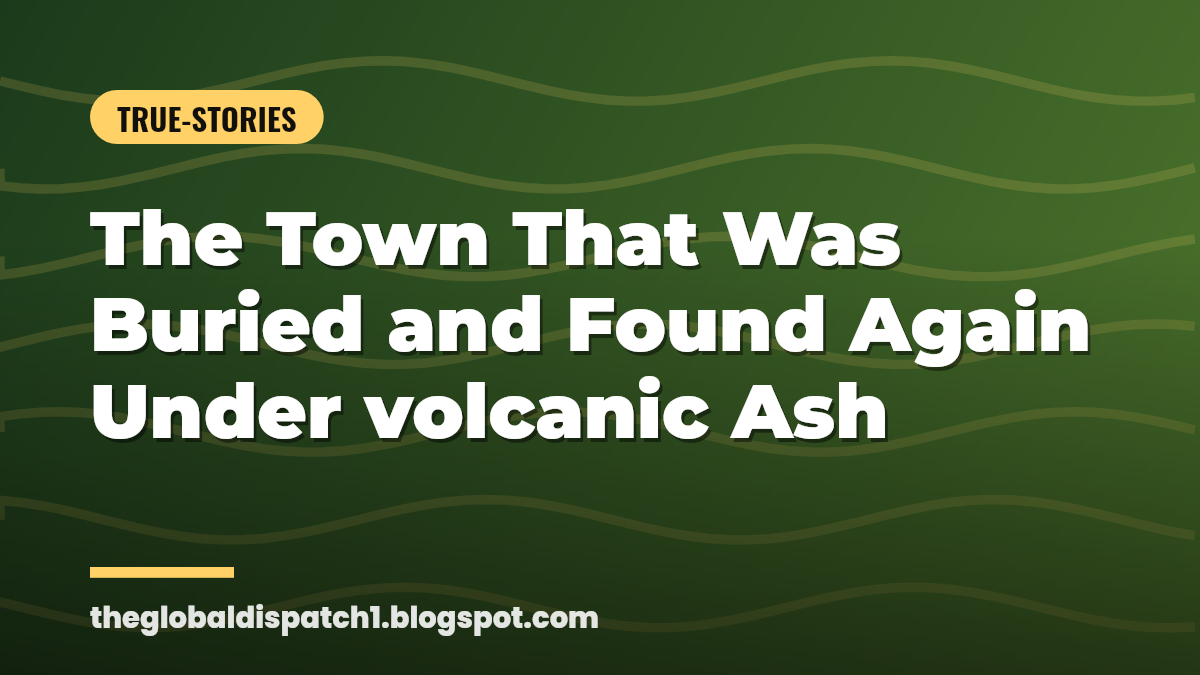 TRUE-STORIES
The Town That Was
Buried and Found Again
Under volcanic Ash
theglobaldispatch1.blogspot.com